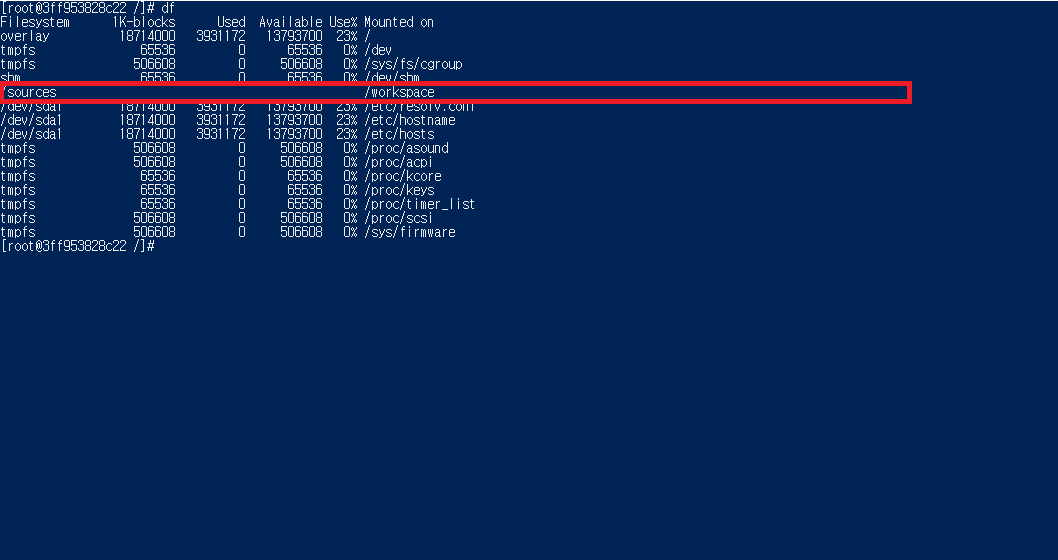 [root@3ff953828c22 /]# df
Filesystem      1K-blocks    Used Available Use% Mounted on
overlay          18714000 3931172  13793700  23% /
tmpfs               65536       0     65536   0% /dev
tmpfs              506608       0    506608   0% /sys/fs/cgroup
shm                 65536       0     65536   0% /dev/shm
/sources                                         /workspace
/dev/sda1        18714000 3931172  13793700  23% /etc/resolv.conf
/dev/sda1        18714000 3931172  13793700  23% /etc/hostname
/dev/sda1        18714000 3931172  13793700  23% /etc/hosts
tmpfs              506608       0    506608   0% /proc/asound
tmpfs              506608       0    506608   0% /proc/acpi
tmpfs               65536       0     65536   0% /proc/kcore
tmpfs               65536       0     65536   0% /proc/keys
tmpfs               65536       0     65536   0% /proc/timer_list
tmpfs              506608       0    506608   0% /proc/scsi
tmpfs              506608       0    506608   0% /sys/firmware
[root@3ff953828c22 /]#